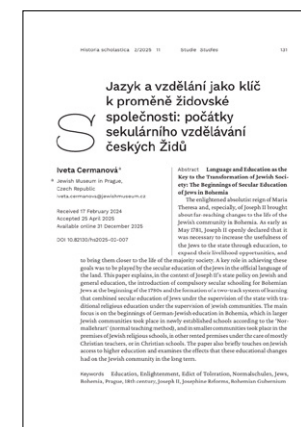 Historia scholastica 2/2025 11 Studie Studies 131
Jazyk a vzdělání jako klíč
k proměně židovské
společnosti: počátky
sekulárního vzdělávání
českých Židů
S
Iveta Cermanová*
* Jewish Museum in Prague,
Czech Republic
iveta.cermanova@jewishmuseum.cz
Received 17 February 2024
Accepted 25 April 2025
Available online 31 December 2025
DOI: 10.15240/hs2025-02-007
Abstract Language and Education as the
Key to the Transformation of Jewish Soci-
ety: The Beginnings of Secular Education
of Jews in Bohemia
The enlightened absolutist reign of Maria
Theresa and, especially, of Joseph II brought
about far-reaching changes to the life of the
Jewish community in Bohemia. As early as
May 1781, Joseph II openly declared that it
was necessary to increase the usefulness of
the Jews to the state through education, to
expand their livelihood opportunities, and
to bring them closer to the life of the majority society. A key role in achieving these
goals was to be played by the secular education of the Jews in the official language of
the land. This paper explains, in the context of Joseph II's state policy on Jewish and
general education, the introduction of compulsory secular schooling for Bohemian
Jews at the beginning of the 1780s and the formation of a two-track system of learning
that combined secular education of Jews under the supervision of the state with tra-
ditional religious education under the supervision of Jewish communities. The main
focus is on the beginnings of German-Jewish education in Bohemia, which in larger
Jewish communities took place in newly established schools according to the 'Nor-
mallehrart' (normal teaching method), and in smaller communities took place in the
premises of Jewish religious schools, in other rented premises under the care of mostly
Christian teachers, or in Christian schools. The paper also briefly touches on Jewish
access to higher education and examines the effects that these educational changes
had on the Jewish community in the long term.
Keywords Education, Enlightenment, Edict of Toleration, Normalschulen, Jews,
Bohemia, Prague, 18th century, Joseph II, Josephine Reforms, Bohemian Gubernium